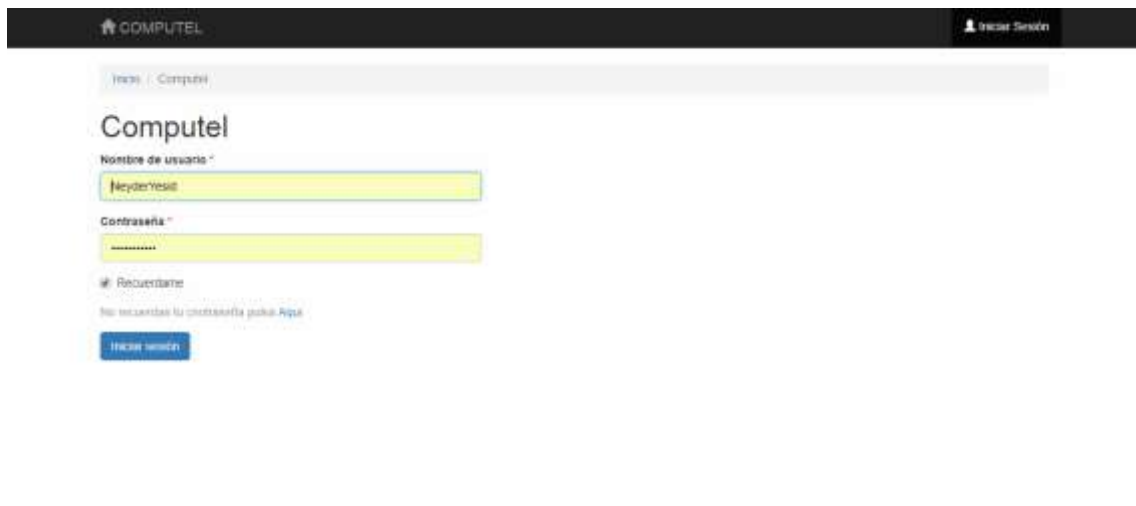 COMPUTEL
Iniciar Sesión
Inicio / Computel
Computel
Nombre de usuario *
NeyderYesid
Contraseña *
Recuerdame
No recuerdas tu contraseña pulsa Aqui
Iniciar sesión